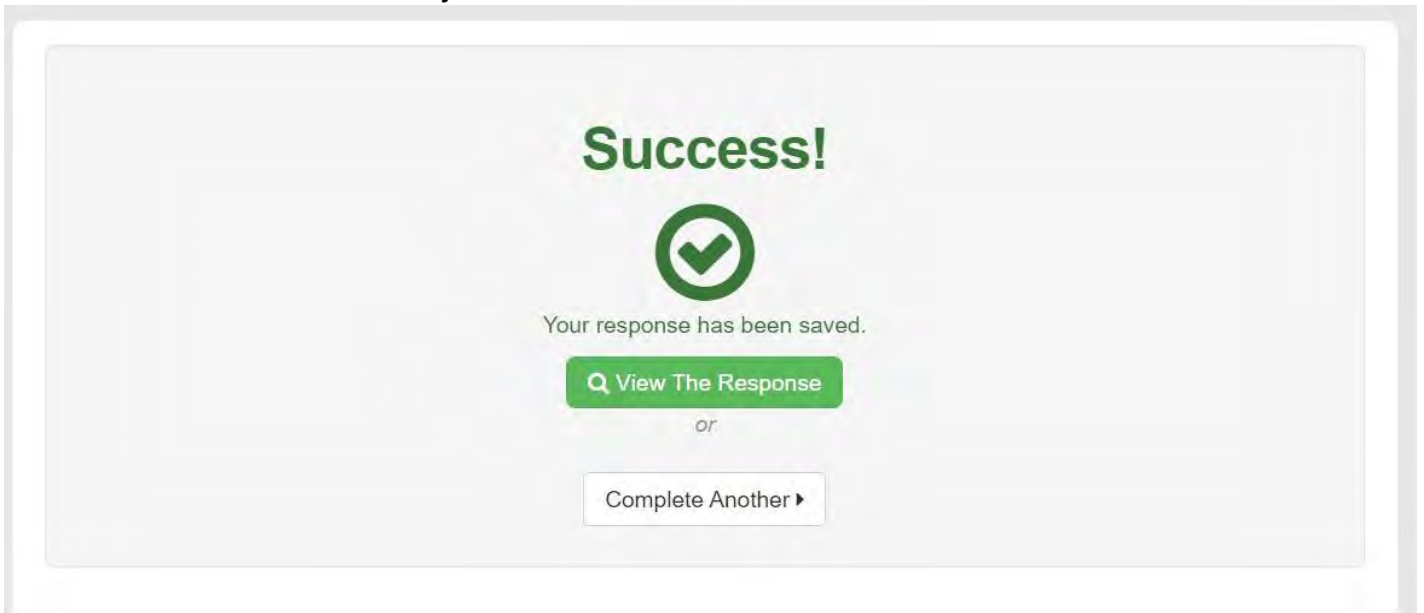 Success!
Your response has been saved.
View The Response
or
Complete Another